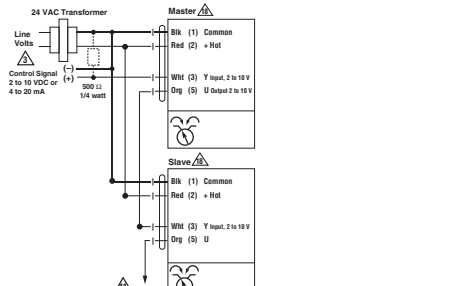 24 VAC Transformer
Master 18
Line
Volts
3
Control Signal
2 to 10 VDC or
4 to 20 mA
(–)
(+)
500 Ω
1/4 watt
Blk (1) Common
Red (2) + Hot
Wht (3) Y Input, 2 to 10 V
Org (5) U Output 2 to 10 V
Slave 18
Blk (1) Common
Red (2) + Hot
Wht (3) Y Input, 2 to 10 V
Org (5) U